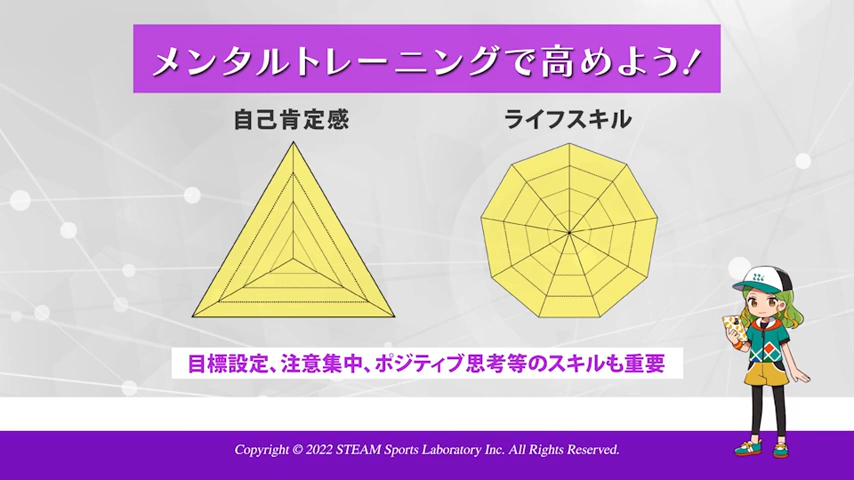 メンタルトレーニングで高めよう!
自己肯定感
ライフスキル
目標設定、注意集中、ポジティブ思考等のスキルも重要
Copyright © 2022 STEAM Sports Laboratory Inc. All Rights Reserved.